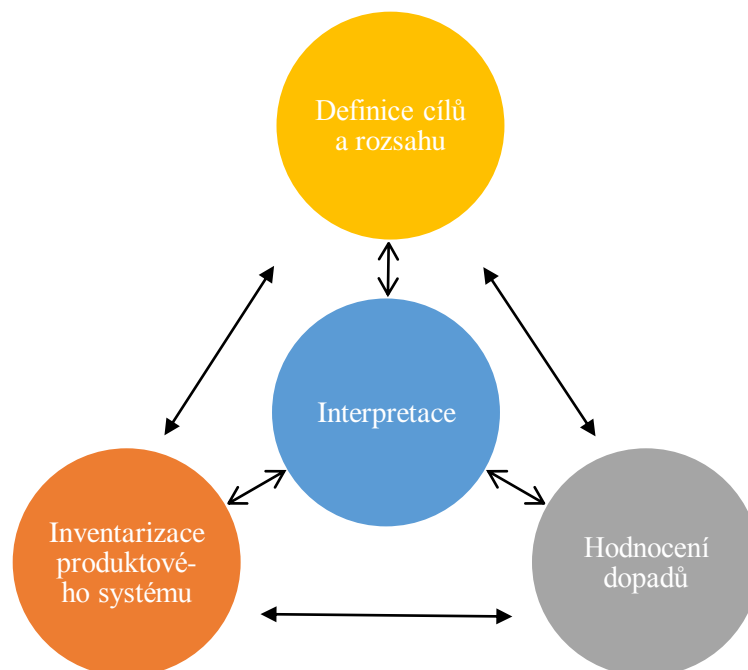 Definice cílů
a rozsahu
Interpretace
Inventarizace
produktové-
ho systému
Hodnocení
dopadů